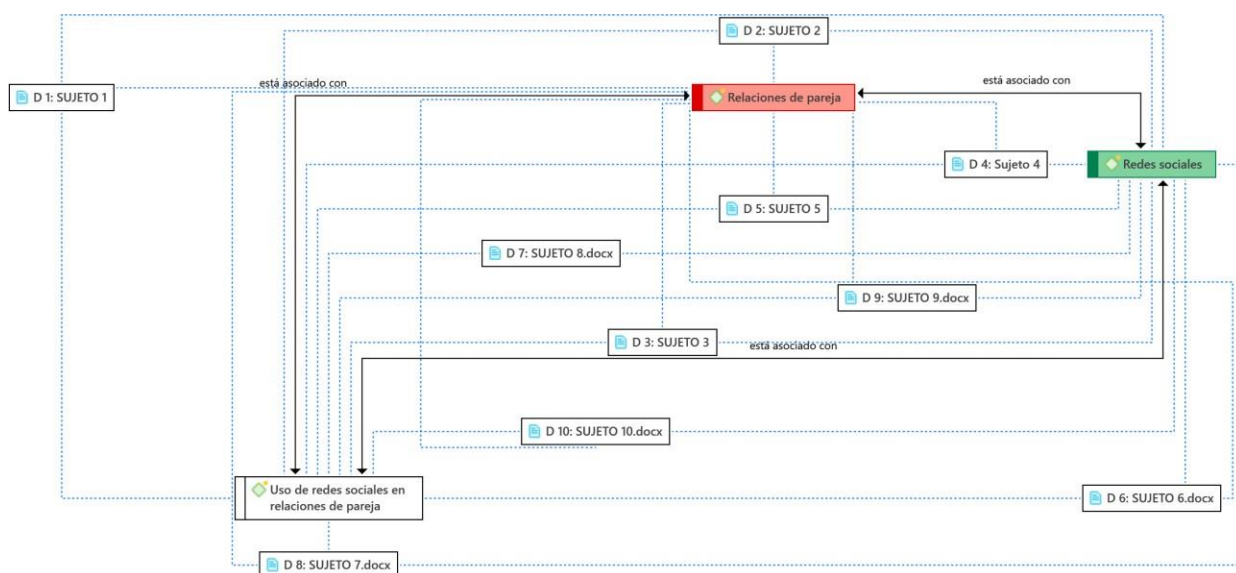 D 2: SUJETO 2
está asociado con
está asociado con
D 1: SUJETO 1
Relaciones de pareja
D 4: Sujeto 4
Redes sociales
D 5: SUJETO 5
D 7: SUJETO 8.docx
D 9: SUJETO 9.docx
D 3: SUJETO 3
está asociado con
D 10: SUJETO 10.docx
Uso de redes sociales en
relaciones de pareja
D 6: SUJETO 6.docx
D 8: SUJETO 7.docx